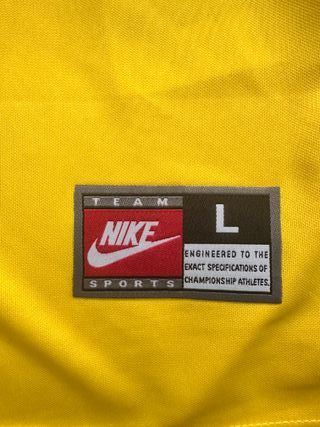 TEAM
NIKE
SPORTS
L
ENGINEERED TO THE
EXACT SPECIFICATIONS OF
CHAMPIONSHIP ATHLETES.